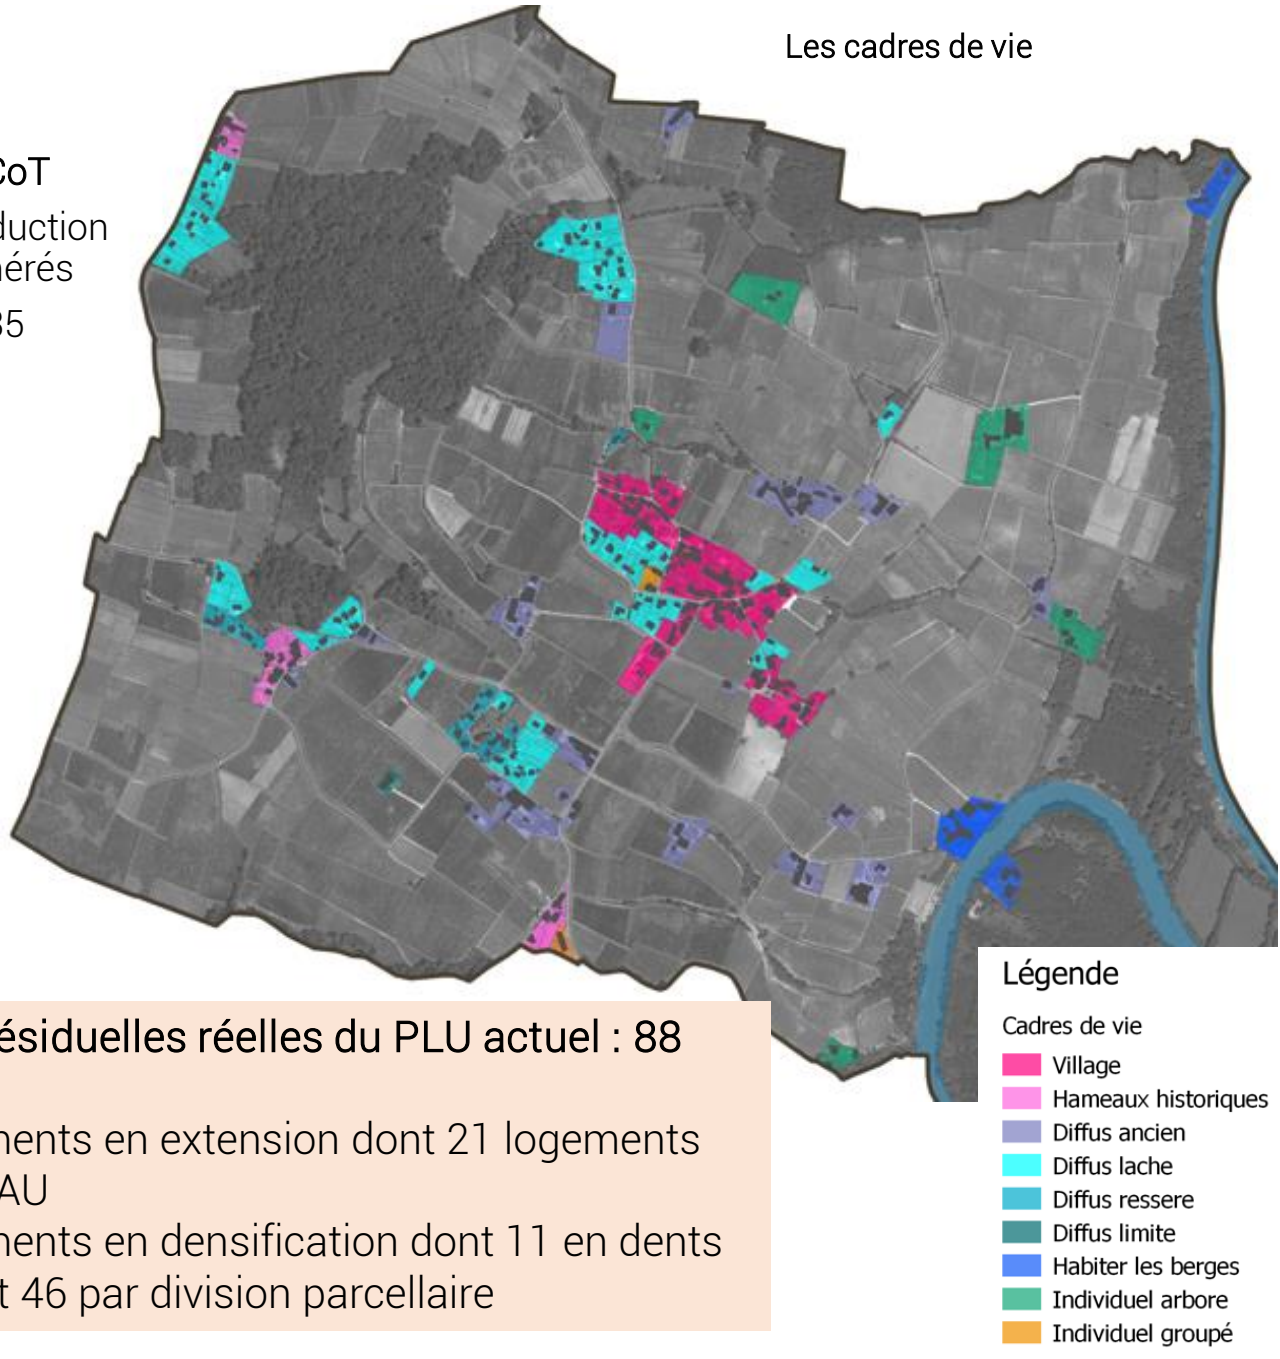 Les cadres de vie
CoT
duction
nérés
35
ésiduelles réelles du PLU actuel : 88
nents en extension dont 21 logements
AU
nents en densification dont 11 en dents
t 46 par division parcellaire
Légende
Cadres de vie
Village
Hameaux historiques
Diffus ancien
Diffus lache
Diffus ressere
Diffus limite
Habiter les berges
Individuel arbore
Individuel groupé